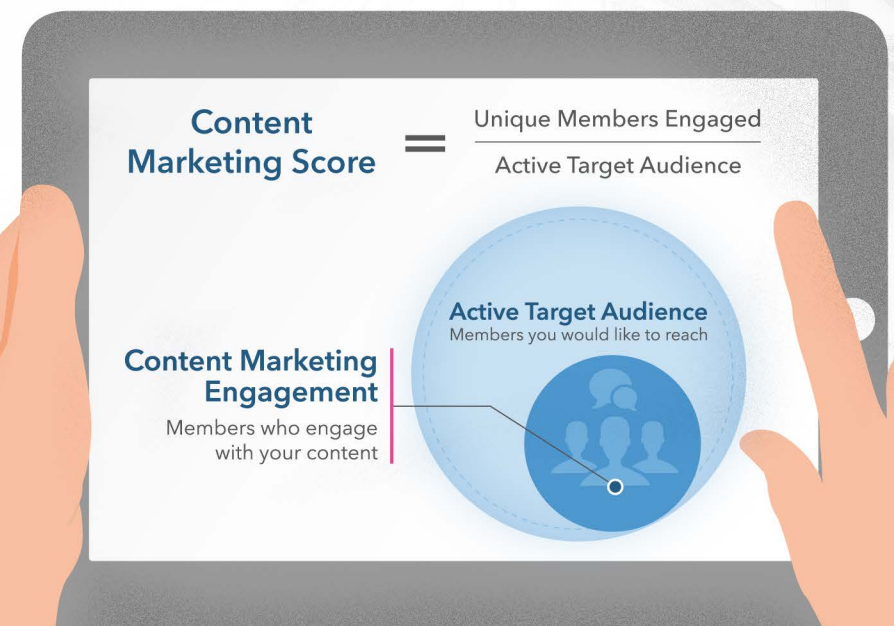 Content
Marketing Score
=
Unique Members Engaged
Active Target Audience
Active Target Audience
Members you would like to reach
Content Marketing
Engagement
Members who engage
with your content